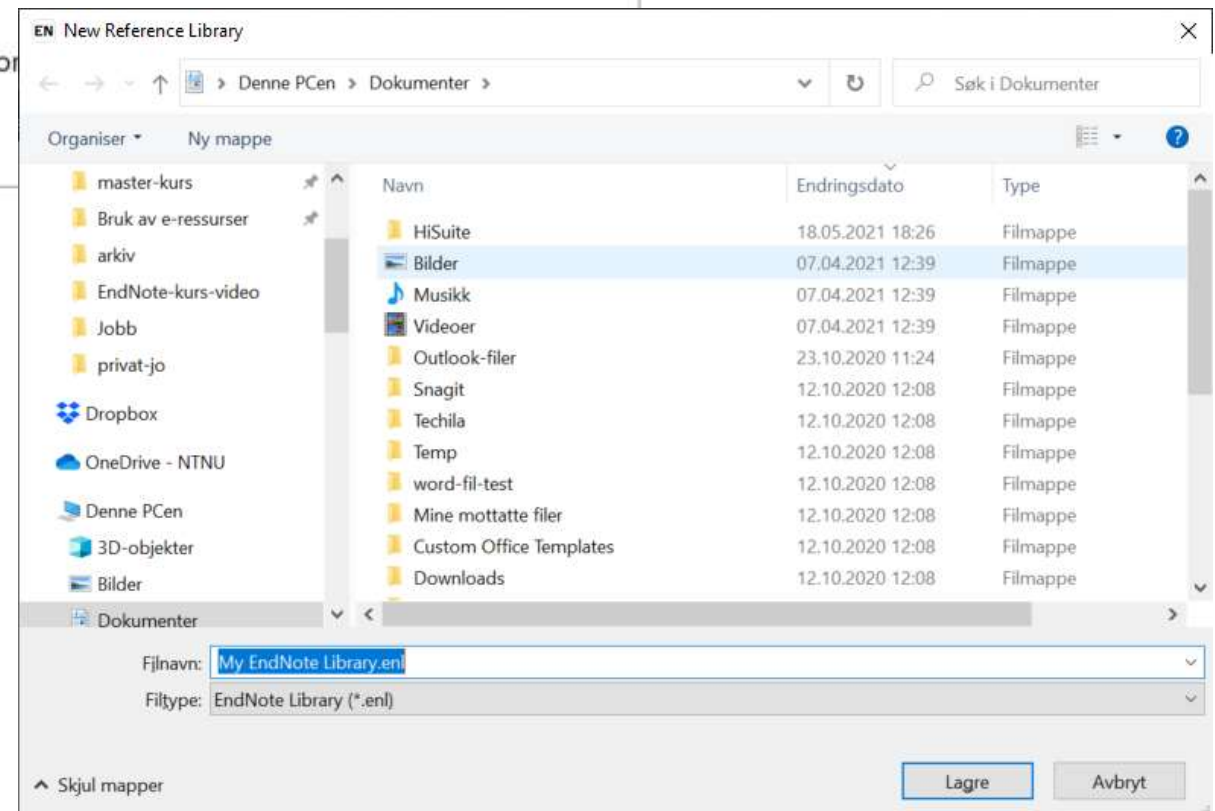 EN New Reference Library
or
Denne PCen > Dokumenter >
Søk i Dokumenter
Organiser
Ny mappe
?
master-kurs
Bruk av e-ressurser
arkiv
EndNote-kurs-video
Jobb
privat-jo
Dropbox
OneDrive - NTNU
Denne PCen
3D-objekter
Bilder
Dokumenter
Navn Endringsdato Type
HiSuite 18.05.2021 18:26 Filmappe
Bilder 07.04.2021 12:39 Filmappe
Musikk 07.04.2021 12:39 Filmappe
Videoer 07.04.2021 12:39 Filmappe
Outlook-filer 23.10.2020 11:24 Filmappe
Snagit 12.10.2020 12:08 Filmappe
Techila 12.10.2020 12:08 Filmappe
Temp 12.10.2020 12:08 Filmappe
word-fil-test 12.10.2020 12:08 Filmappe
Mine mottatte filer 12.10.2020 12:08 Filmappe
Custom Office Templates 12.10.2020 12:08 Filmappe
Downloads 12.10.2020 12:08 Filmappe
Filnavn: My EndNote Library.enl
Filtype: EndNote Library (*.enl)
Skjul mapper
Lagre
Avbryt